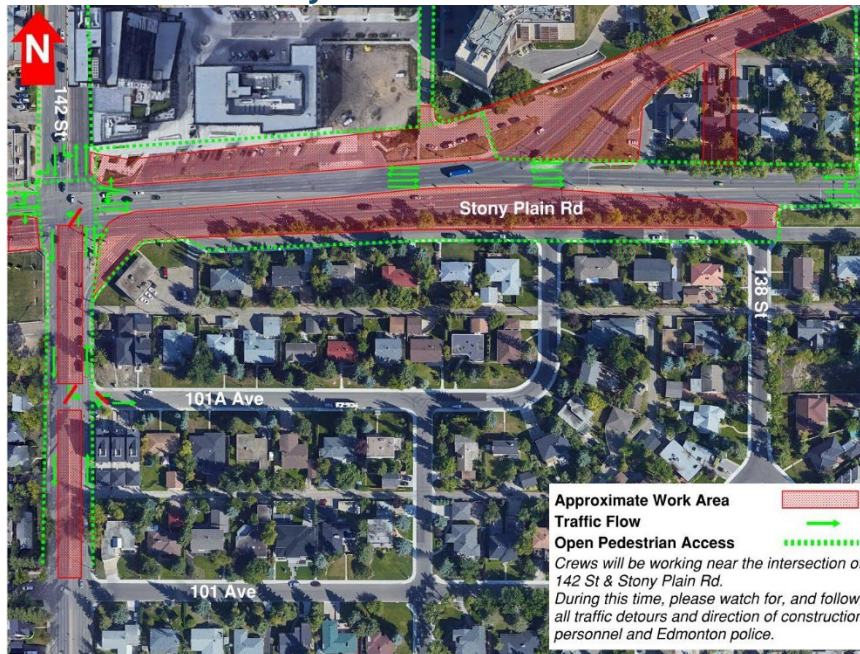 N
142 St
Stony Plain Rd
138 St
101A Ave
101 Ave
Approximate Work Area
Traffic Flow
Open Pedestrian Access
Crews will be working near the intersection of
142 St & Stony Plain Rd.
During this time, please watch for, and follow
all traffic detours and direction of construction
personnel and Edmonton police.